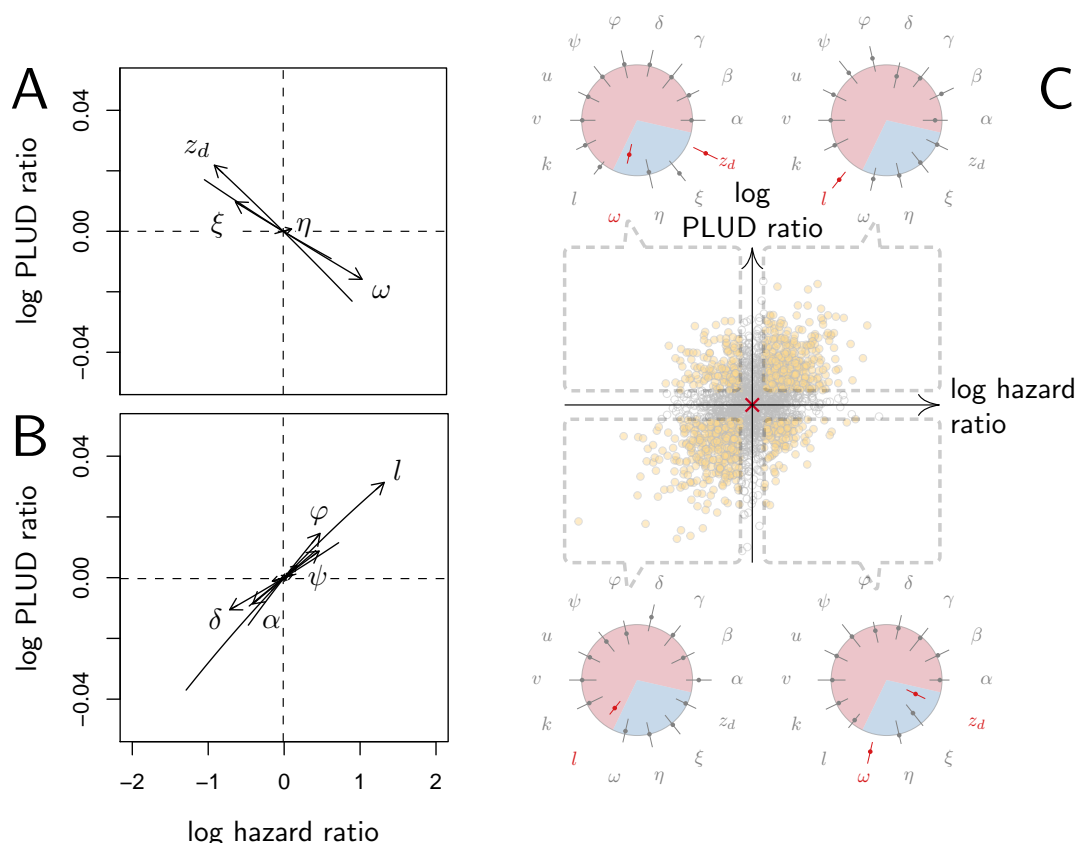 A
log PLUD ratio
0.04
0.00
−0.04
z_d
ξ
η
ω
B
log PLUD ratio
0.04
0.00
−0.04
l
φ
ψ
δ
α
−2 −1 0 1 2
log hazard ratio
C
φ δ
ψ γ
u β
v α
k z_d
l ξ
ω η
φ δ
ψ γ
u β
v α
k z_d
l ξ
ω η
log
PLUD ratio
log hazard
ratio
φ δ
ψ γ
u β
v α
k z_d
l ξ
ω η
φ δ
ψ γ
u β
v α
k z_d
l ξ
ω η